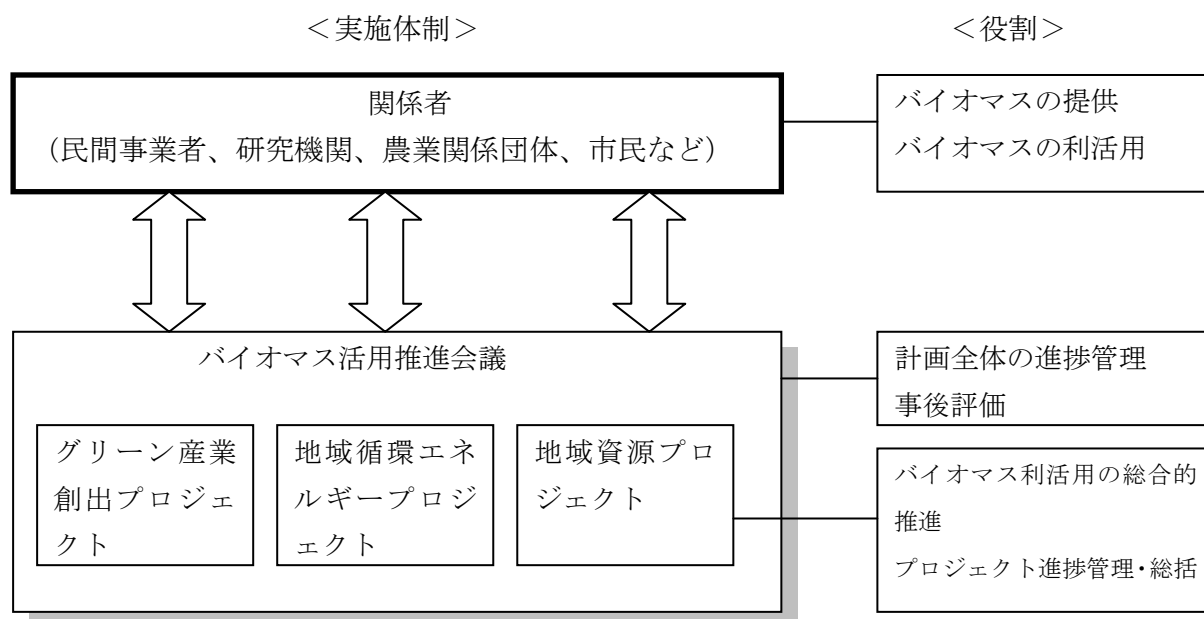 ＜実施体制＞
＜役割＞
関係者
（民間事業者、研究機関、農業関係団体、市民など）
バイオマスの提供
バイオマスの利活用
バイオマス活用推進会議
計画全体の進捗管理
事後評価
グリーン産業
創出プロジェ
クト
地域循環エネ
ルギープロジ
ェクト
地域資源プロ
ジェクト
バイオマス利活用の総合的
推進
プロジェクト進捗管理・総括